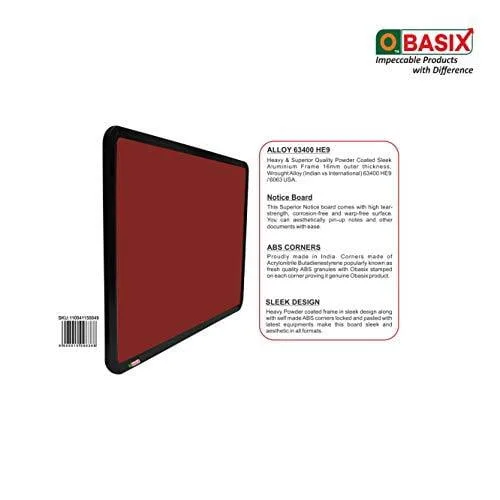 OBASIX
Impeccable Products
with Difference
ALLOY 63400 HE9
Heavy & Superior Quality Powder Coated Sleek
Aluminium Frame 16mm outer thickness,
Wrought Alloy (Indian vs International) 63400 HE9
/ 6063 USA.
Notice Board
This Superior Notice board comes with high tear-
strength, corrosion-free and warp-free surface.
You can aesthetically pin-up notes and other
documents with ease.
ABS CORNERS
Proudly made in India Corners made of
Acrylonitrile Butadienestyrene popularly known as
fresh quality ABS granules with Obasix stamped
on each corner proving it genuine Obasix product.
SLEEK DESIGN
Heavy Powder coated frame in sleek design along
with self made ABS corners locked and pasted with
latest equipments make this board sleek and
aesthetic in all formats.